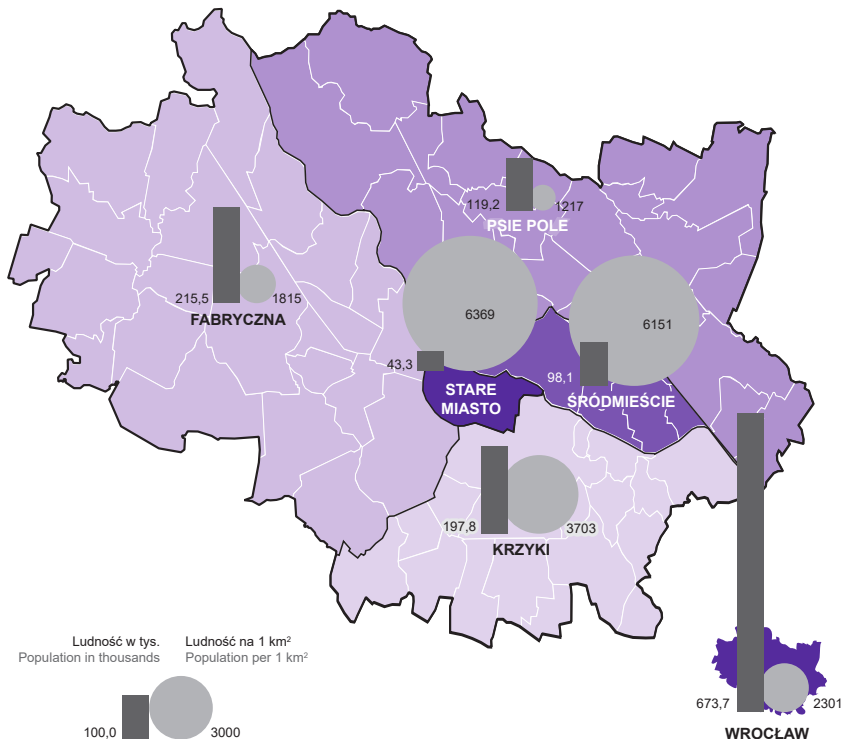 119,2
1217
PSIE POLE
215,5
1815
FABRYCZNA
6369
6151
43,3
98,1
STARE
MIASTO
ŚRÓDMIEŚCIE
197,8
3703
KRZYKI
Ludność w tys.
Population in thousands
Ludność na 1 km²
Population per 1 km²
100,0
3000
673,7
2301
WROCŁAW